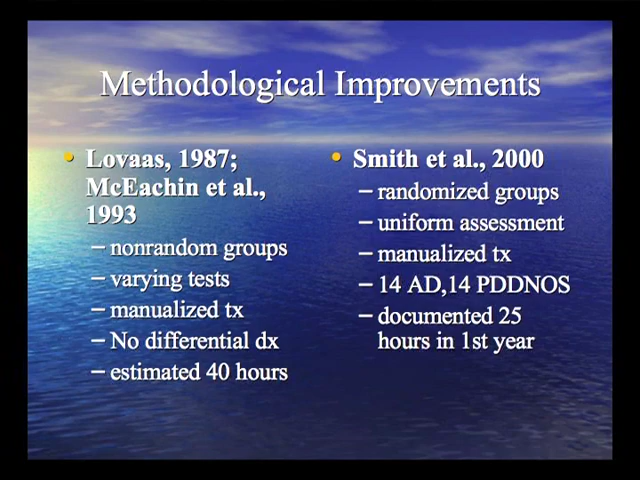 Methodological Improvements
• Lovaas, 1987;
McEachin et al.,
1993
– nonrandom groups
– varying tests
– manualized tx
– No differential dx
– estimated 40 hours
• Smith et al., 2000
– randomized groups
– uniform assessment
– manualized tx
– 14 AD,14 PDDNOS
– documented 25
hours in 1st year